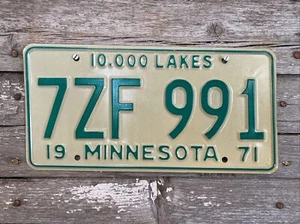 10,000 LAKES
7ZF 991
19 MINNESOTA 71